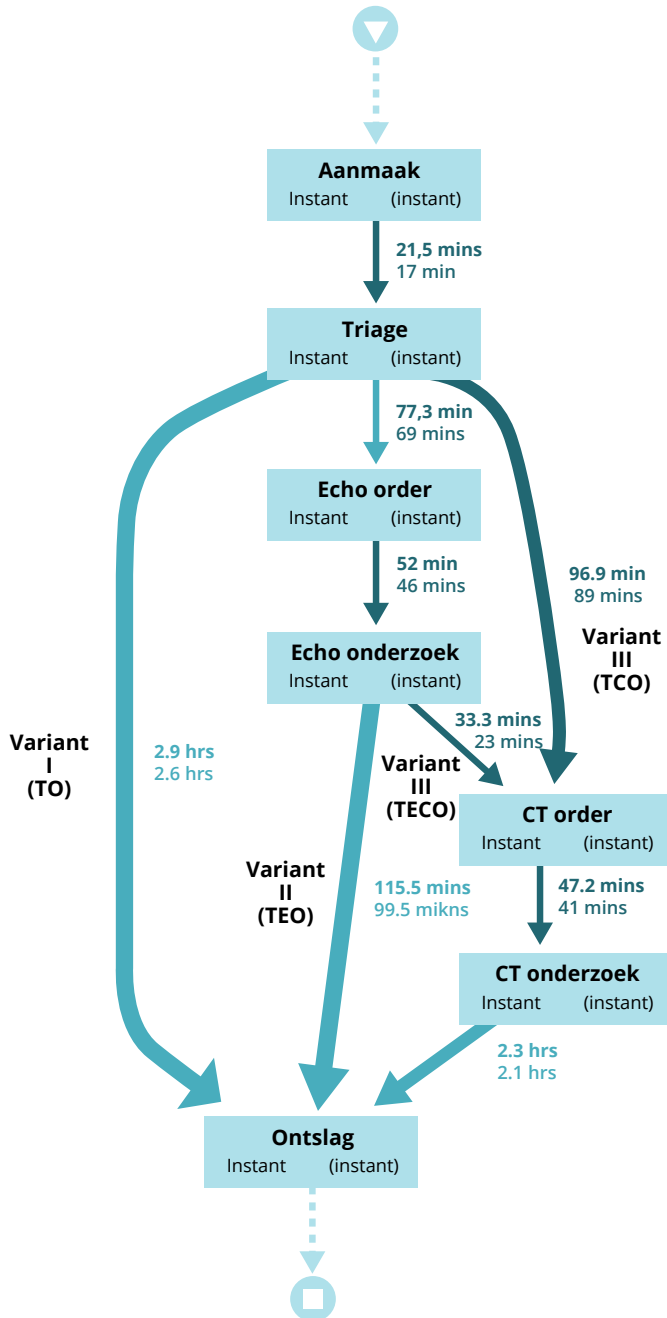 Aanmaak
Instant (instant)
21,5 mins
17 min
Triage
Instant (instant)
77,3 min
69 mins
Echo order
Instant (instant)
52 min
46 mins
96.9 min
89 mins
Variant
III
(TCO)
Echo onderzoek
Instant (instant)
33.3 mins
23 mins
Variant
I
(TO)
2.9 hrs
2.6 hrs
Variant
III
(TECO)
CT order
Instant (instant)
Variant
II
(TEO)
115.5 mins
99.5 mikns
47.2 mins
41 mins
CT onderzoek
Instant (instant)
2.3 hrs
2.1 hrs
Ontslag
Instant (instant)